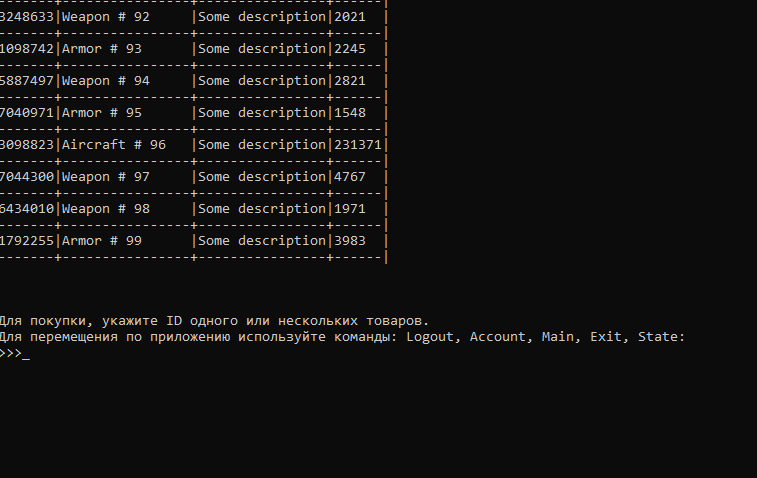 -------+----------------+----------------+------|
3248633|Weapon # 92     |Some description|2021  |
-------+----------------+----------------+------|
1098742|Armor # 93      |Some description|2245  |
-------+----------------+----------------+------|
5887497|Weapon # 94     |Some description|2821  |
-------+----------------+----------------+------|
7040971|Armor # 95      |Some description|1548  |
-------+----------------+----------------+------|
3098823|Aircraft # 96   |Some description|231371|
-------+----------------+----------------+------|
7044300|Weapon # 97     |Some description|4767  |
-------+----------------+----------------+------|
6434010|Weapon # 98     |Some description|1971  |
-------+----------------+----------------+------|
1792255|Armor # 99      |Some description|3983  |
-------+----------------+----------------+------|
Для покупки, укажите ID одного или нескольких товаров.
Для перемещения по приложению используйте команды: Logout, Account, Main, Exit, State:
>>>_